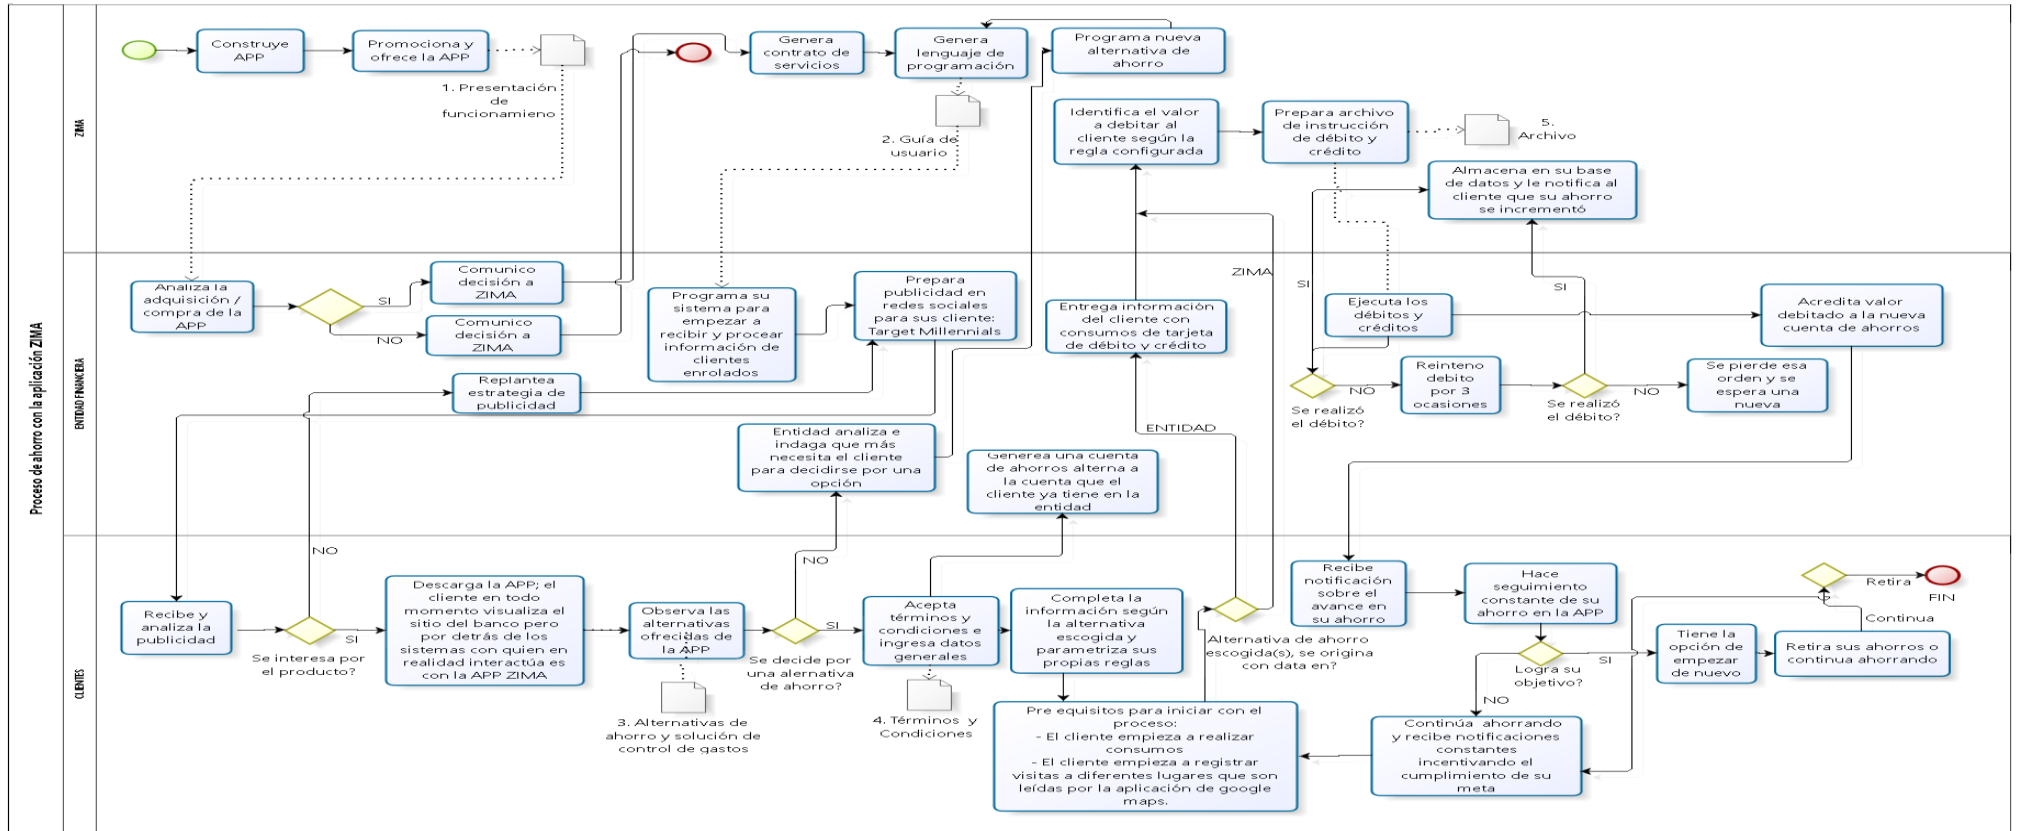 Proceso de ahorro con la aplicación ZIMA
ZIMA
Construye
APP
Promociona y
ofrece la APP
1. Presentación
de
funcionamieno
Genera
contrato de
servicios
Genera
lenguaje de
programación
2. Guía de
usuario
Programa nueva
alternativa de
ahorro
Identifica el valor
a debitar al
cliente según la
regla configurada
Prepara archivo
de instrucción
de débito y
crédito
5.
Archivo
Almacena en su base
de datos y le notifica al
cliente que su ahorro
se incrementó
ENTIDAD FINANCIERA
Analiza la
adquisición /
compra de la
APP
SI
NO
Comunico
decisión a
ZIMA
Comunico
decisión a
ZIMA
Replantea
estrategia de
publicidad
Programa su
sistema para
empezar a
recibir y procear
información de
clientes
enrolados
Prepara
publicidad en
redes sociales
para sus cliente:
Target Millennials
Entidad analiza e
indaga que más
necesita el cliente
para decidirse por una
opción
Generea una cuenta
de ahorros alterna a
la cuenta que el
cliente ya tiene en la
entidad
Entrega información
del cliente con
consumos de tarjeta
de débito y crédito
ZIMA
ENTIDAD
SI
Ejecuta los
débitos y
créditos
Se realizó
el débito?
NO
Reinteno
debito
por 3
ocasiones
SI
Se realizó
el débito?
NO
Se pierde esa
orden y se
espera una
nueva
Acredita valor
debitado a la nueva
cuenta de ahorros
CLIENTES
Recibe y
analiza la
publicidad
NO
SI
Se interesa por
el producto?
Descarga la APP; el
cliente en todo
momento visualiza el
sitio del banco pero
por detrás de los
sistemas con quien en
realidad interactúa es
con la APP ZIMA
Observa las
alternativas
ofrecidas de
la APP
3. Alternativas de
ahorro y solución de
control de gastos
NO
SI
Se decide por
una alernativa
de ahorro?
Acepta
términos y
condiciones e
ingresa datos
generales
4. Términos y
Condiciones
Completa la
información según
la alternativa
escogida y
parametriza sus
propias reglas
Pre equisitos para iniciar con el
proceso:
- El cliente empieza a realizar
consumos
- El cliente empieza a registrar
visitas a diferentes lugares que son
leídas por la aplicación de google
maps.
Alternativa de ahorro
escogida(s), se origina
con data en?
Recibe
notificación
sobre el
avance en
su ahorro
Hace
seguimiento
constante de su
ahorro en la APP
Logra su
objetivo?
SI
NO
Continúa ahorrando
y recibe notificaciones
constantes
incentivando el
cumplimiento de su
meta
Tiene la
opción de
empezar
de nuevo
Retira sus ahorros o
continua ahorrando
Continua
Retira
FIN